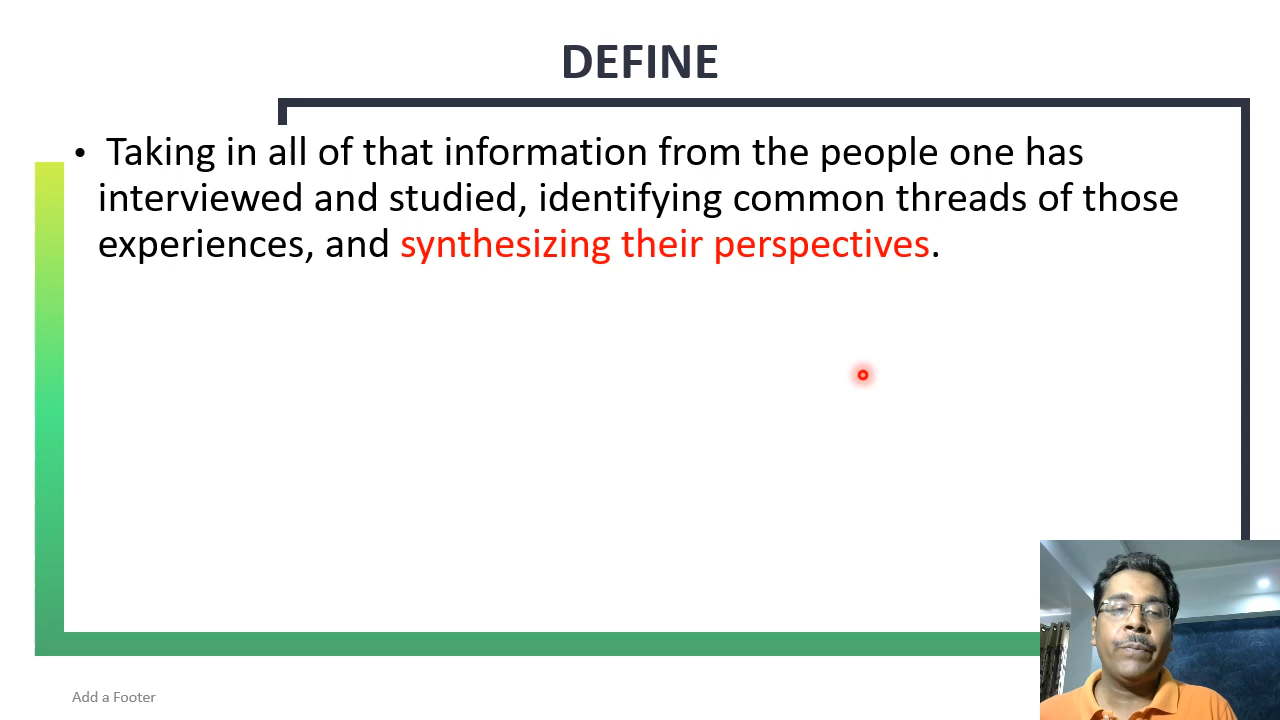 DEFINE
• Taking in all of that information from the people one has
interviewed and studied, identifying common threads of those
experiences, and synthesizing their perspectives.
Add a Footer